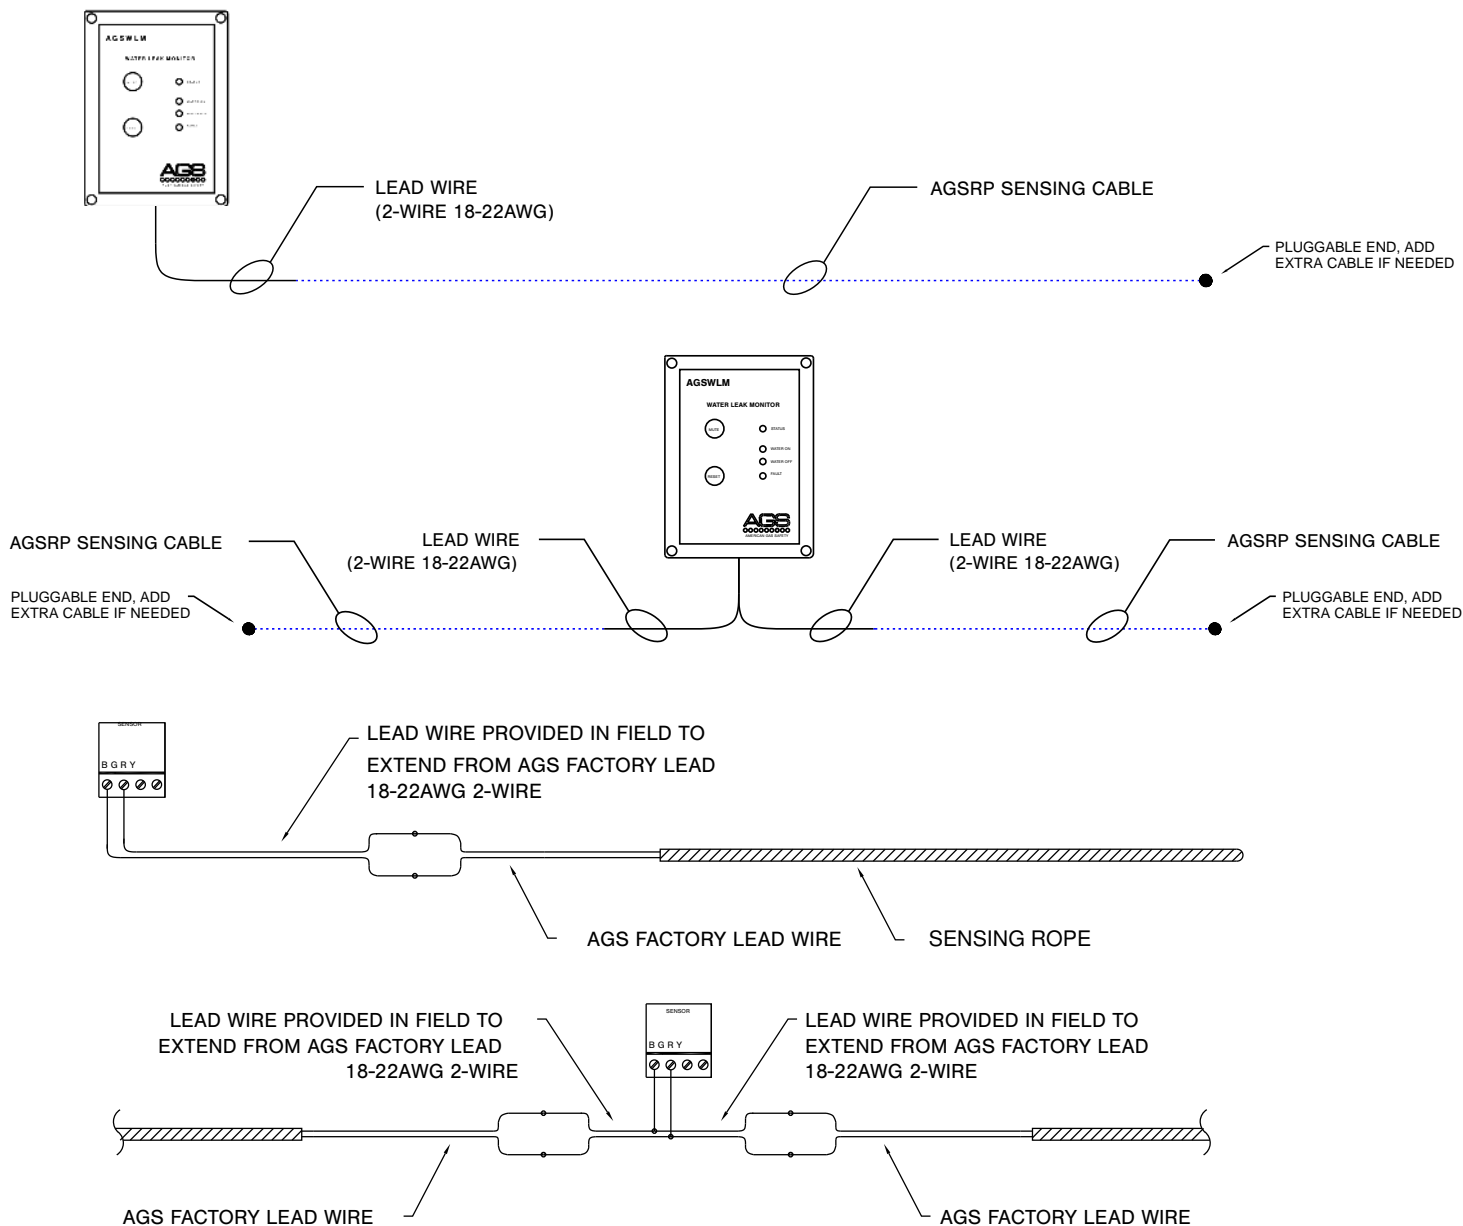 AGSWLM
WATER LEAK MONITOR
AGS
LEAD WIRE
(2-WIRE 18-22AWG)
AGSRP SENSING CABLE
PLUGGABLE END, ADD
EXTRA CABLE IF NEEDED
AGSWLM
WATER LEAK MONITOR
MUTE
STATUS
WATER ON
WATER OFF
RESET
FAULT
AGS
AMERICAN GAS SAFETY
AGSRP SENSING CABLE
LEAD WIRE
(2-WIRE 18-22AWG)
LEAD WIRE
(2-WIRE 18-22AWG)
AGSRP SENSING CABLE
PLUGGABLE END, ADD
EXTRA CABLE IF NEEDED
PLUGGABLE END, ADD
EXTRA CABLE IF NEEDED
SENSOR
B G R Y
LEAD WIRE PROVIDED IN FIELD TO
EXTEND FROM AGS FACTORY LEAD
18-22AWG 2-WIRE
AGS FACTORY LEAD WIRE
SENSING ROPE
LEAD WIRE PROVIDED IN FIELD TO
EXTEND FROM AGS FACTORY LEAD
18-22AWG 2-WIRE
SENSOR
B G R Y
LEAD WIRE PROVIDED IN FIELD TO
EXTEND FROM AGS FACTORY LEAD
18-22AWG 2-WIRE
AGS FACTORY LEAD WIRE
AGS FACTORY LEAD WIRE